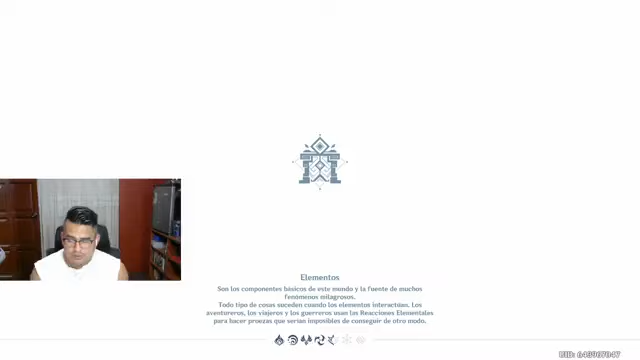 Elementos
Son los componentes básicos de este mundo y la fuente de muchos
fenómenos milagrosos.
Todo tipo de cosas suceden cuando los elementos interactúan. Los
aventureros, los viajeros y los guerreros usan las Reacciones Elementales
para hacer proezas que serían imposibles de conseguir de otro modo.
UID: 643967047